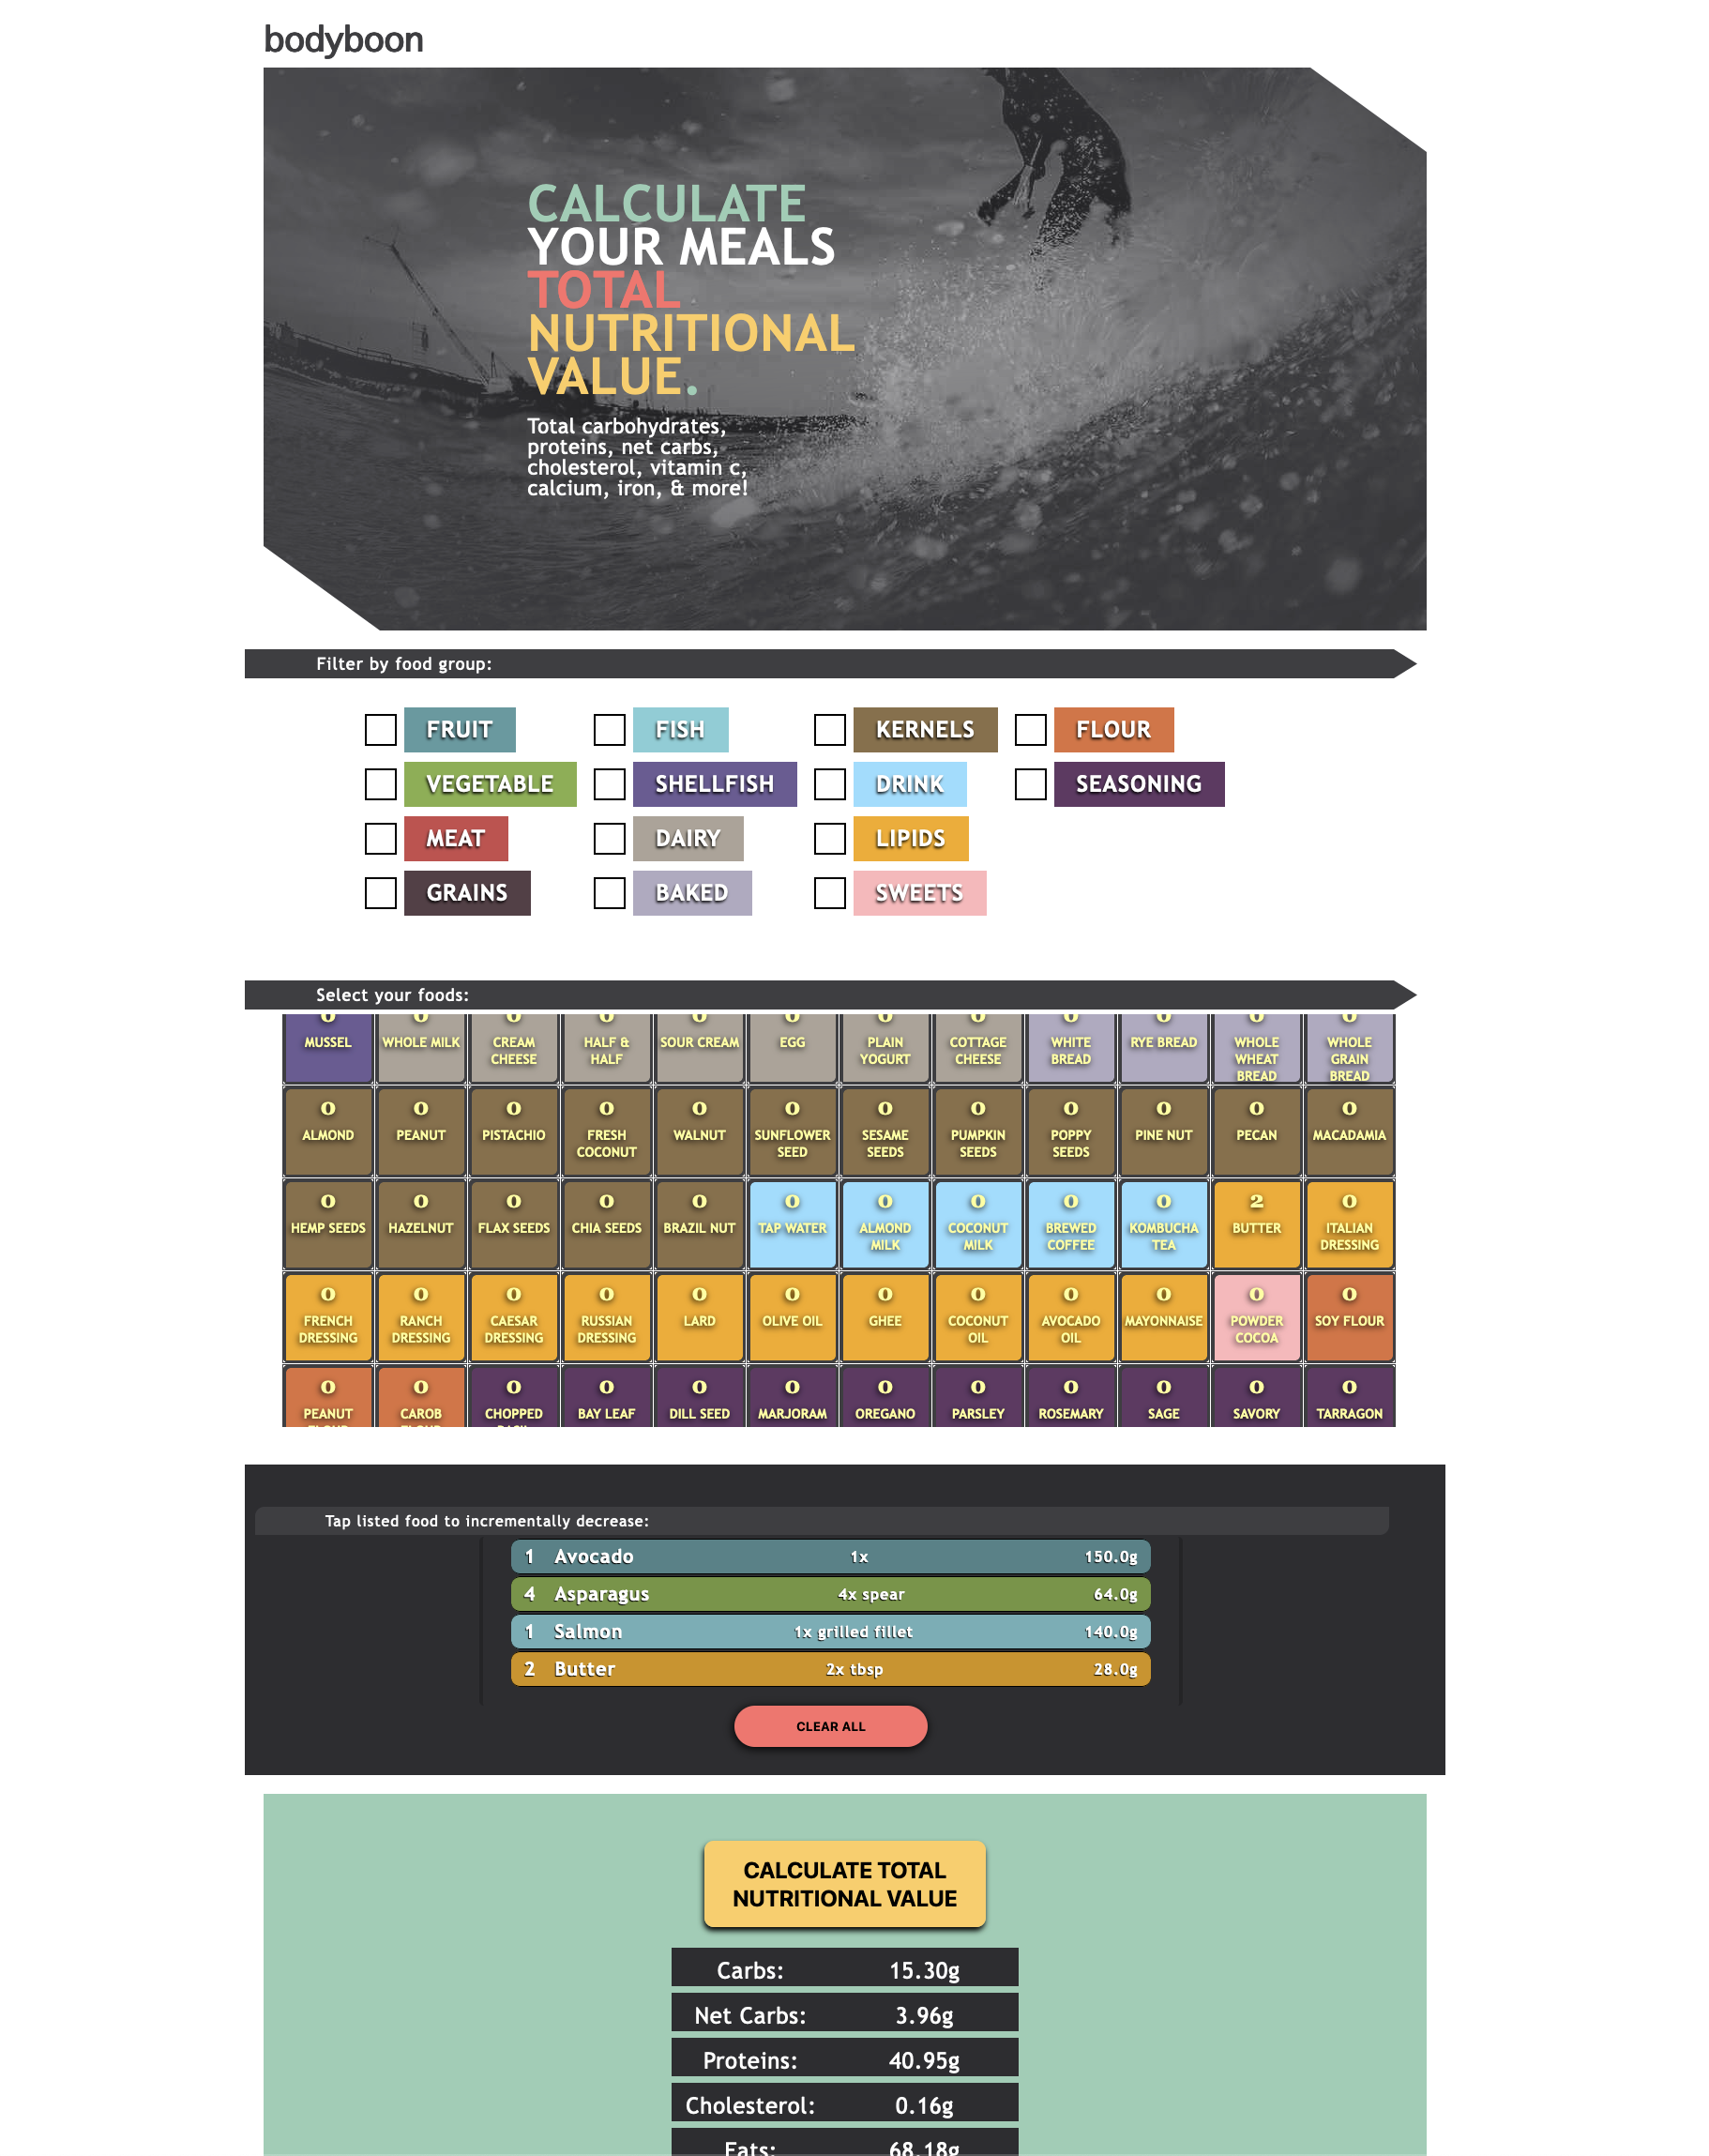 bodyboon
CALCULATE
YOUR MEALS
TOTAL
NUTRITIONAL
VALUE.
Total carbohydrates,
proteins, net carbs,
cholesterol, vitamin c,
calcium, iron, & more!
Filter by food group:
FRUIT FISH KERNELS FLOUR
VEGETABLE SHELLFISH DRINK SEASONING
MEAT DAIRY LIPIDS
GRAINS BAKED SWEETS
Select your foods:
0 0 0 0 0 0 0 0 0 0 0 0
MUSSEL WHOLE MILK CREAM CHEESE HALF & HALF SOUR CREAM EGG PLAIN YOGURT COTTAGE CHEESE WHITE BREAD RYE BREAD WHOLE WHEAT BREAD WHOLE GRAIN BREAD
0 0 0 0 0 0 0 0 0 0 0 0
ALMOND PEANUT PISTACHIO FRESH COCONUT WALNUT SUNFLOWER SEED SESAME SEEDS PUMPKIN SEEDS POPPY SEEDS PINE NUT PECAN MACADAMIA
0 0 0 0 0 0 0 0 0 0 2 0
HEMP SEEDS HAZELNUT FLAX SEEDS CHIA SEEDS BRAZIL NUT TAP WATER ALMOND MILK COCONUT MILK BREWED COFFEE KOMBUCHA TEA BUTTER ITALIAN DRESSING
0 0 0 0 0 0 0 0 0 0 0 0
FRENCH DRESSING RANCH DRESSING CAESAR DRESSING RUSSIAN DRESSING LARD OLIVE OIL GHEE COCONUT OIL AVOCADO OIL MAYONNAISE POWDER COCOA SOY FLOUR
0 0 0 0 0 0 0 0 0 0 0 0
PEANUT CAROB CHOPPED BAY LEAF DILL SEED MARJORAM OREGANO PARSLEY ROSEMARY SAGE SAVORY TARRAGON
Tap listed food to incrementally decrease:
1 Avocado 1x 150.0g
4 Asparagus 4x spear 64.0g
1 Salmon 1x grilled fillet 140.0g
2 Butter 2x tbsp 28.0g
CLEAR ALL
CALCULATE TOTAL
NUTRITIONAL VALUE
Carbs: 15.30g
Net Carbs: 3.96g
Proteins: 40.95g
Cholesterol: 0.16g
Fats: 68.18g